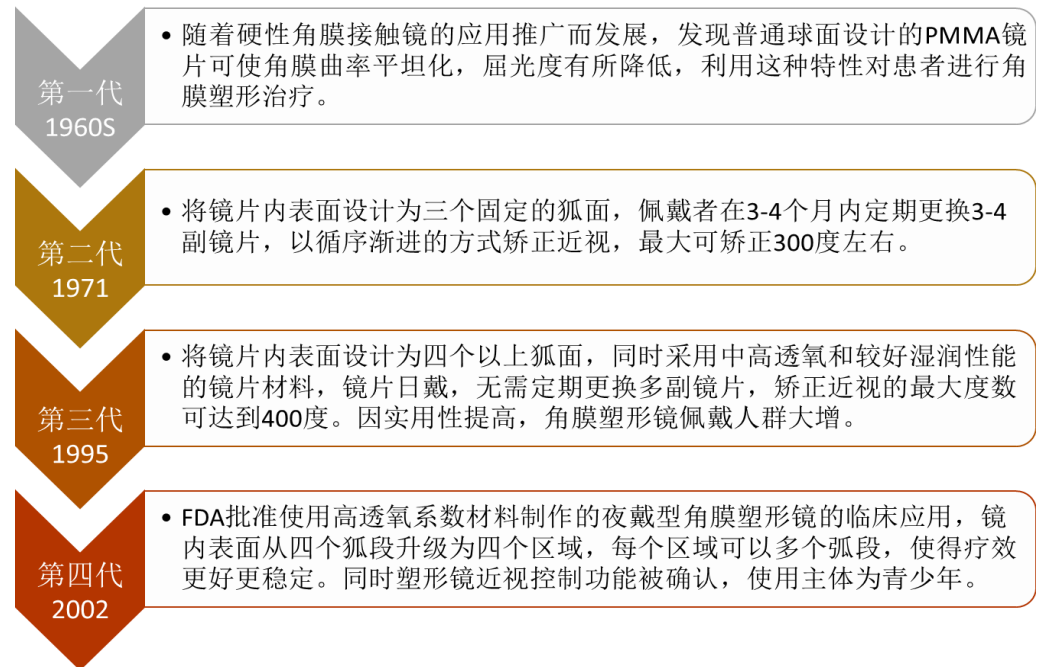 第一代
1960S
• 随着硬性角膜接触镜的应用推广而发展，发现普通球面设计的PMMA镜
片可使角膜曲率平坦化，屈光度有所降低，利用这种特性对患者进行角
膜塑形治疗。
第二代
1971
• 将镜片内表面设计为三个固定的狐面，佩戴者在3-4个月内定期更换3-4
副镜片，以循序渐进的方式矫正近视，最大可矫正300度左右。
第三代
1995
• 将镜片内表面设计为四个以上狐面，同时采用中高透氧和较好湿润性能
的镜片材料，镜片日戴，无需定期更换多副镜片，矫正近视的最大度数
可达到400度。因实用性提高，角膜塑形镜佩戴人群大增。
第四代
2002
• FDA批准使用高透氧系数材料制作的夜戴型角膜塑形镜的临床应用，镜
内表面从四个狐段升级为四个区域，每个区域可以多个弧段，使得疗效
更好更稳定。同时塑形镜近视控制功能被确认，使用主体为青少年。